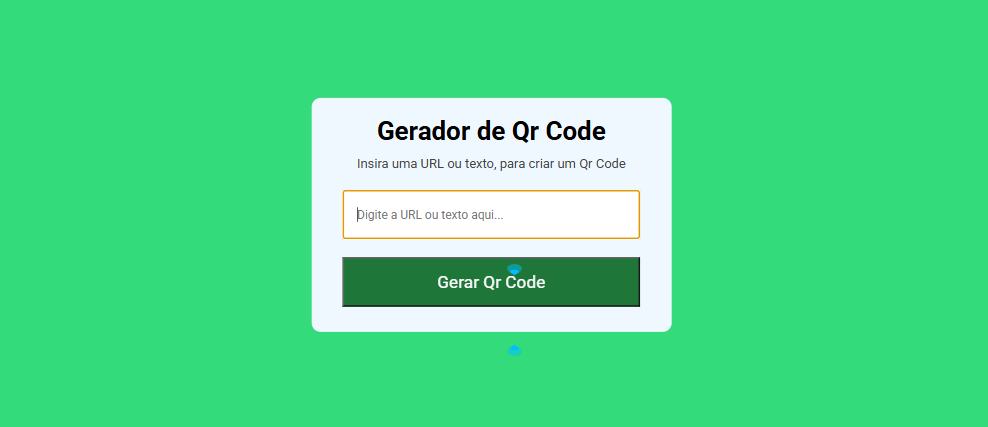 Gerador de Qr Code
Insira uma URL ou texto, para criar um Qr Code
Digite a URL ou texto aqui...
Gerar Qr Code